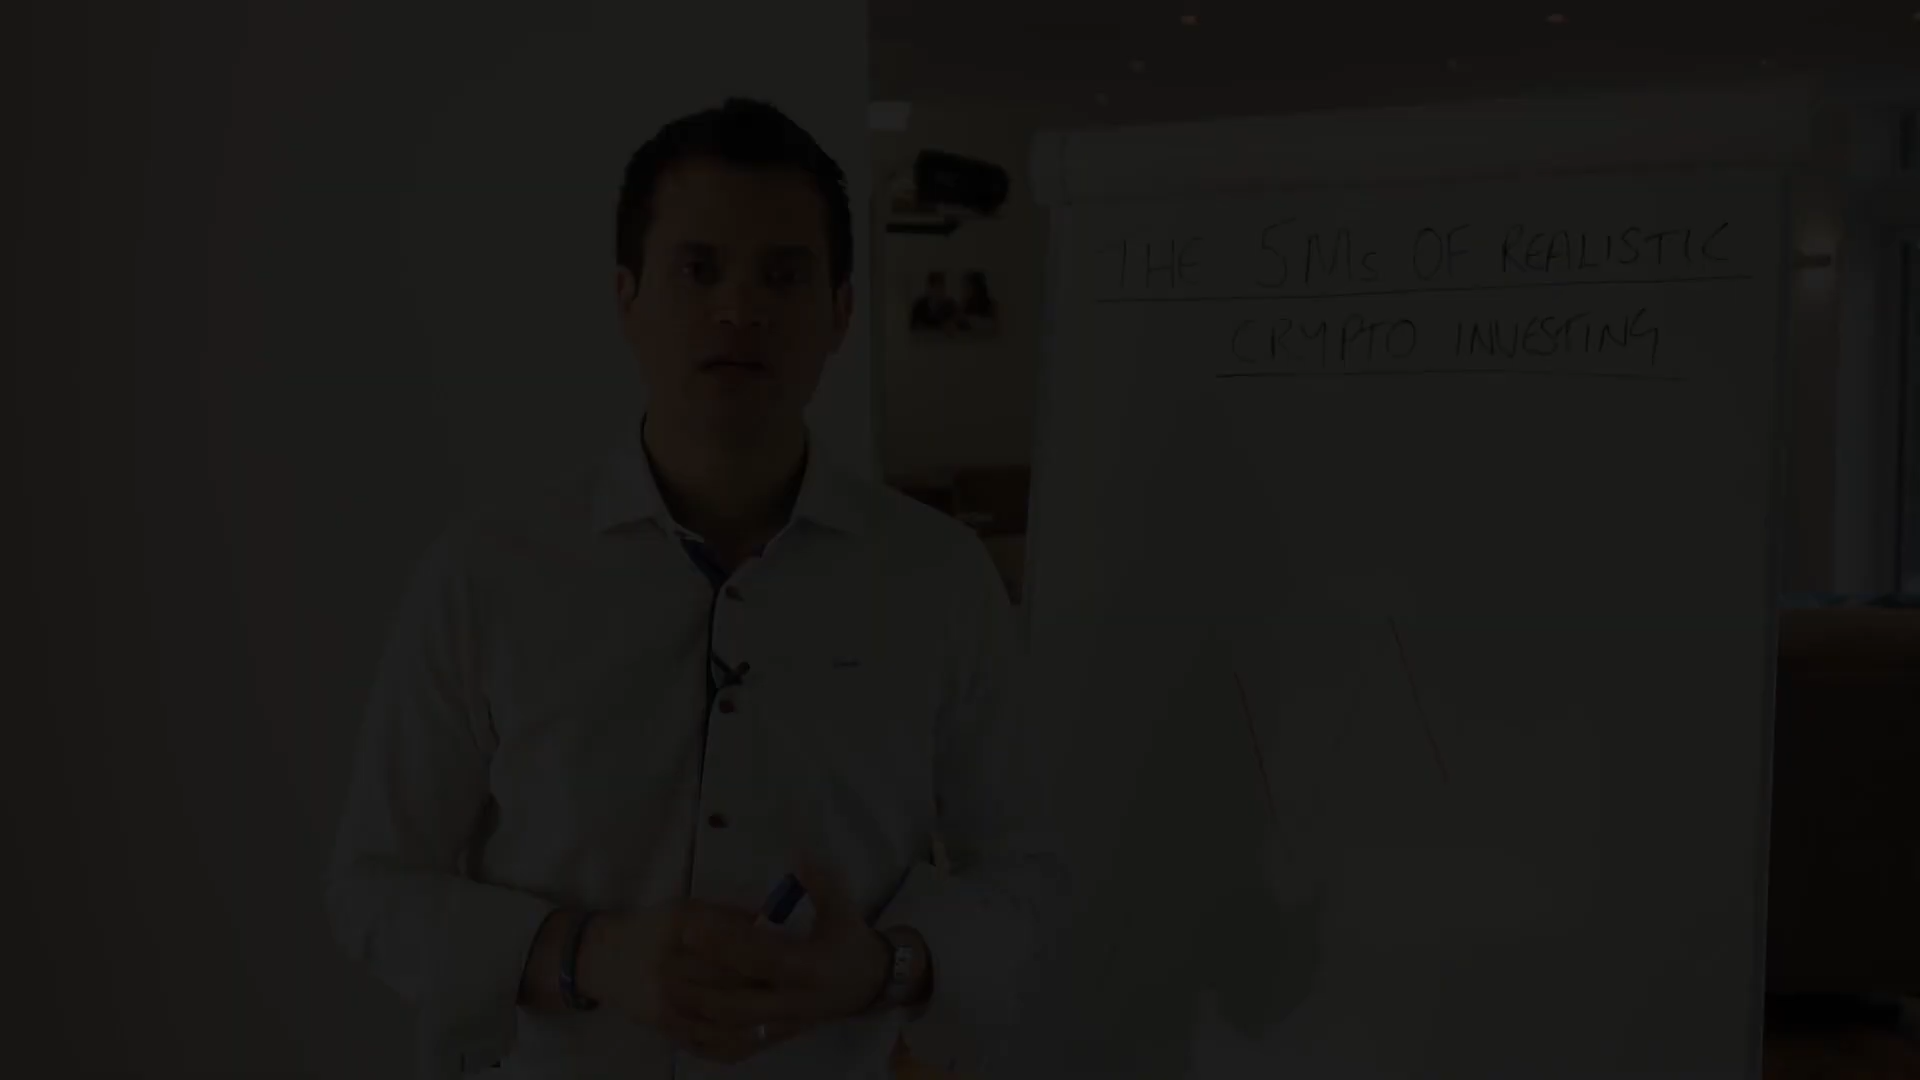 THE 5Ms OF REALISTIC
CRYPTO INVESTING